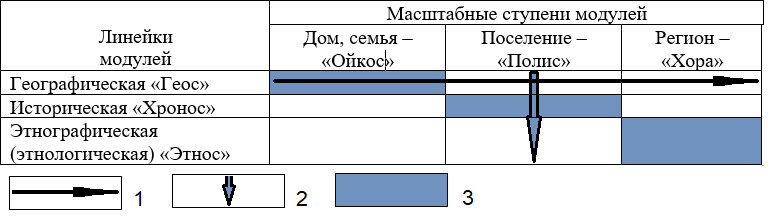 Масштабные ступени модулей
Линейки
модулей
Дом, семья –
«Ойкос»
Поселение –
«Полис»
Регион –
«Хора»
Географическая «Геос»
Историческая «Хронос»
Этнографическая
(этнологическая) «Этнос»
1 2 3